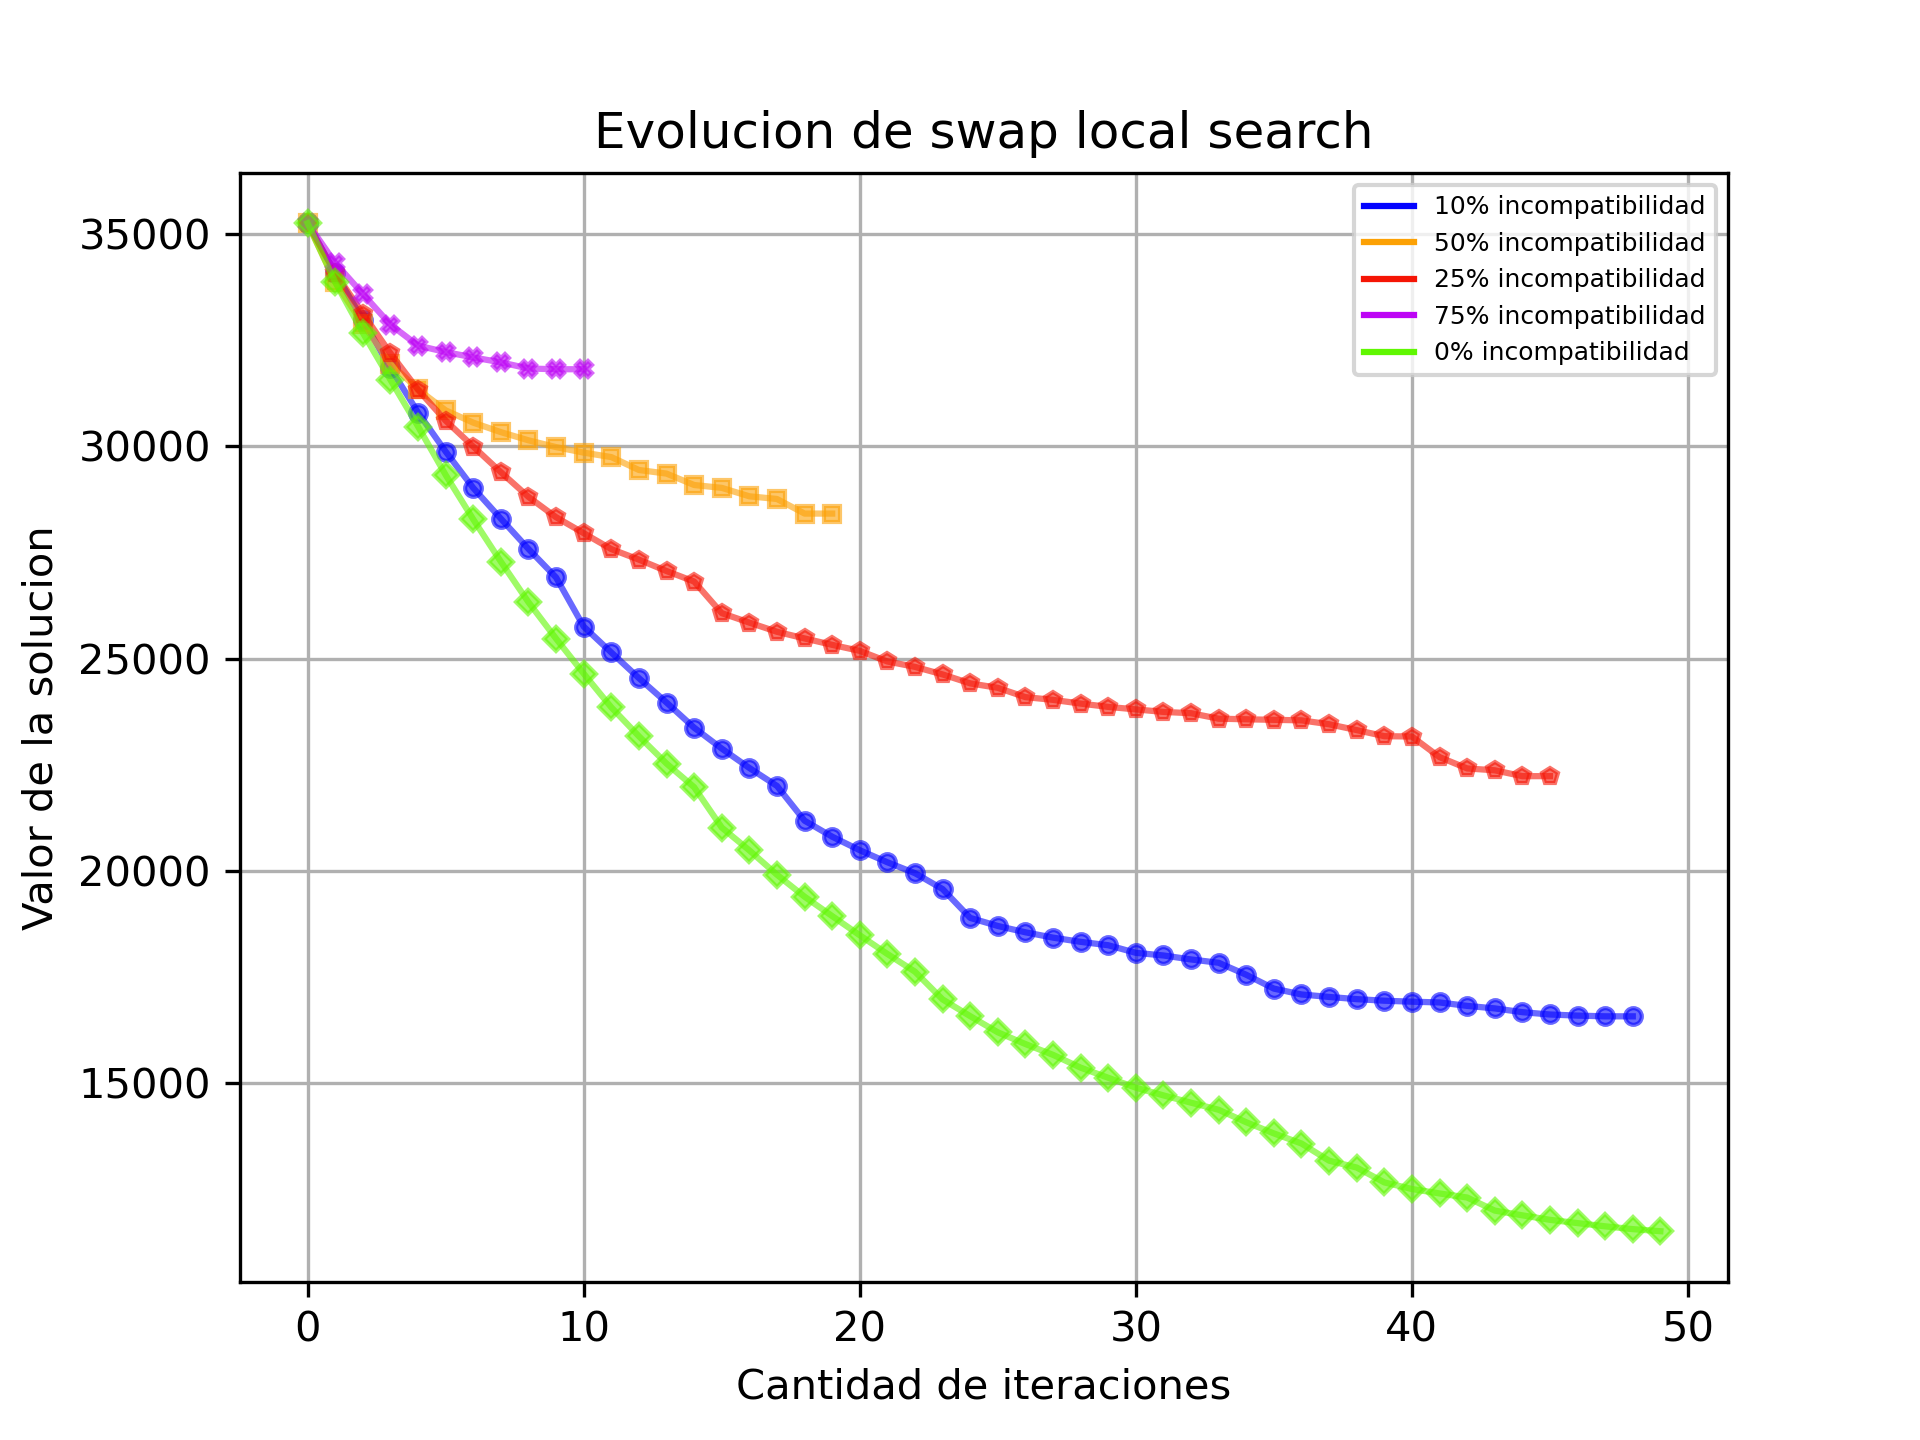 Evolucion de swap local search
10% incompatibilidad
50% incompatibilidad
25% incompatibilidad
75% incompatibilidad
0% incompatibilidad
Valor de la solucion
35000
30000
25000
20000
15000
0 10 20 30 40 50
Cantidad de iteraciones